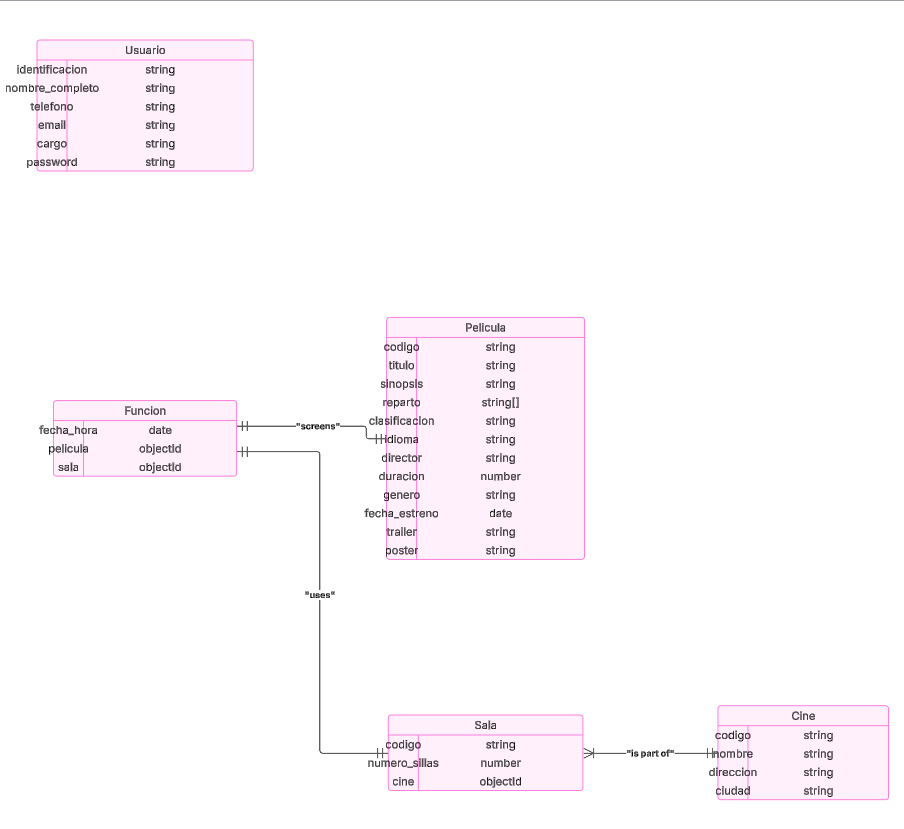 Usuario
identificacion string
nombre_completo string
telefono string
email string
cargo string
password string
Pelicula
codigo string
titulo string
sinopsis string
reparto string[]
clasificacion string
idioma string
director string
duracion number
genero string
fecha_estreno date
trailer string
poster string
Funcion
fecha_hora date
pelicula objectId
sala objectId
"screens"
"uses"
Sala
codigo string
numero_sillas number
cine objectId
"is part of"
Cine
codigo string
nombre string
direccion string
ciudad string